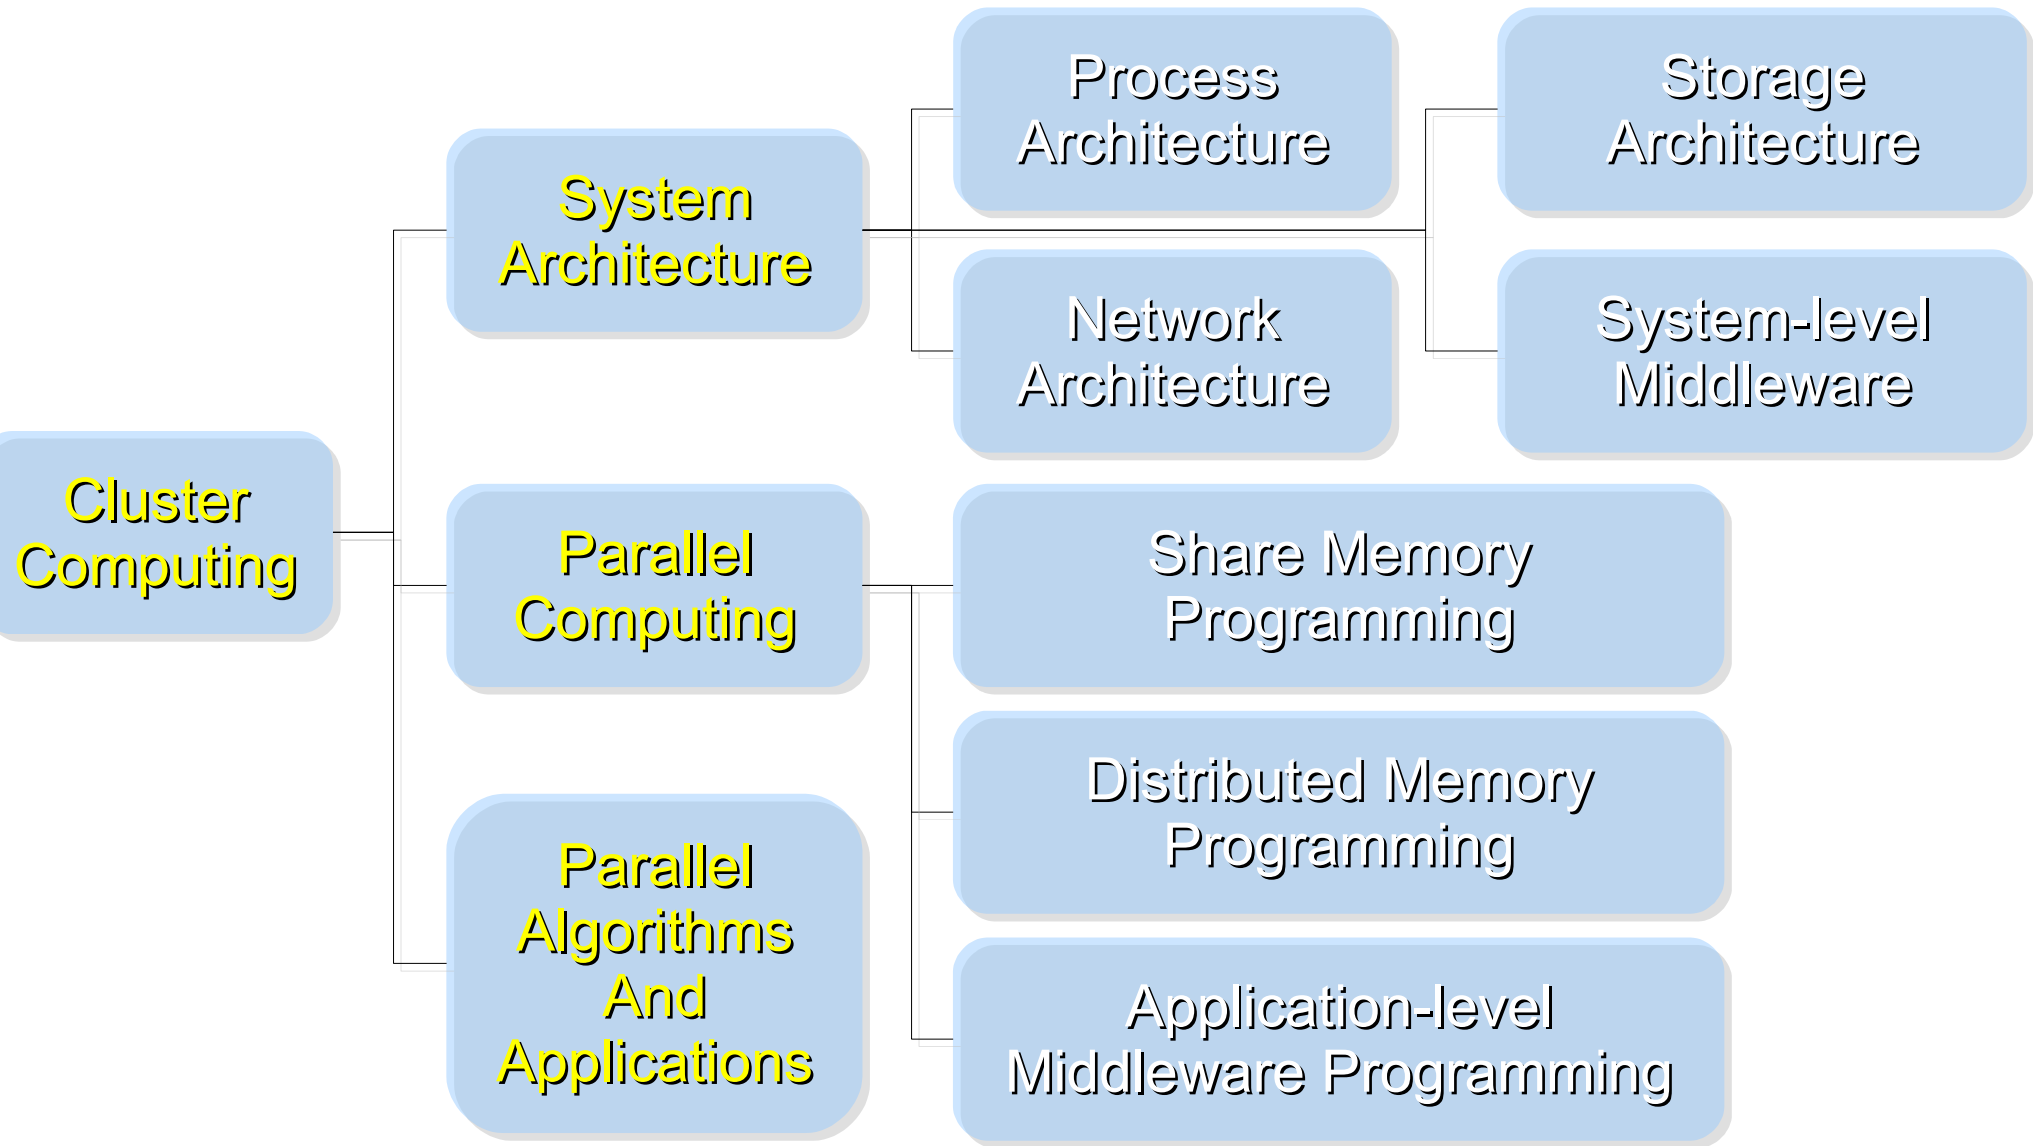 Process
Architecture
Storage
Architecture
System
Architecture
Network
Architecture
System-level
Middleware
Cluster
Computing
Parallel
Computing
Share Memory
Programming
Distributed Memory
Programming
Parallel
Algorithms
And
Applications
Application-level
Middleware Programming